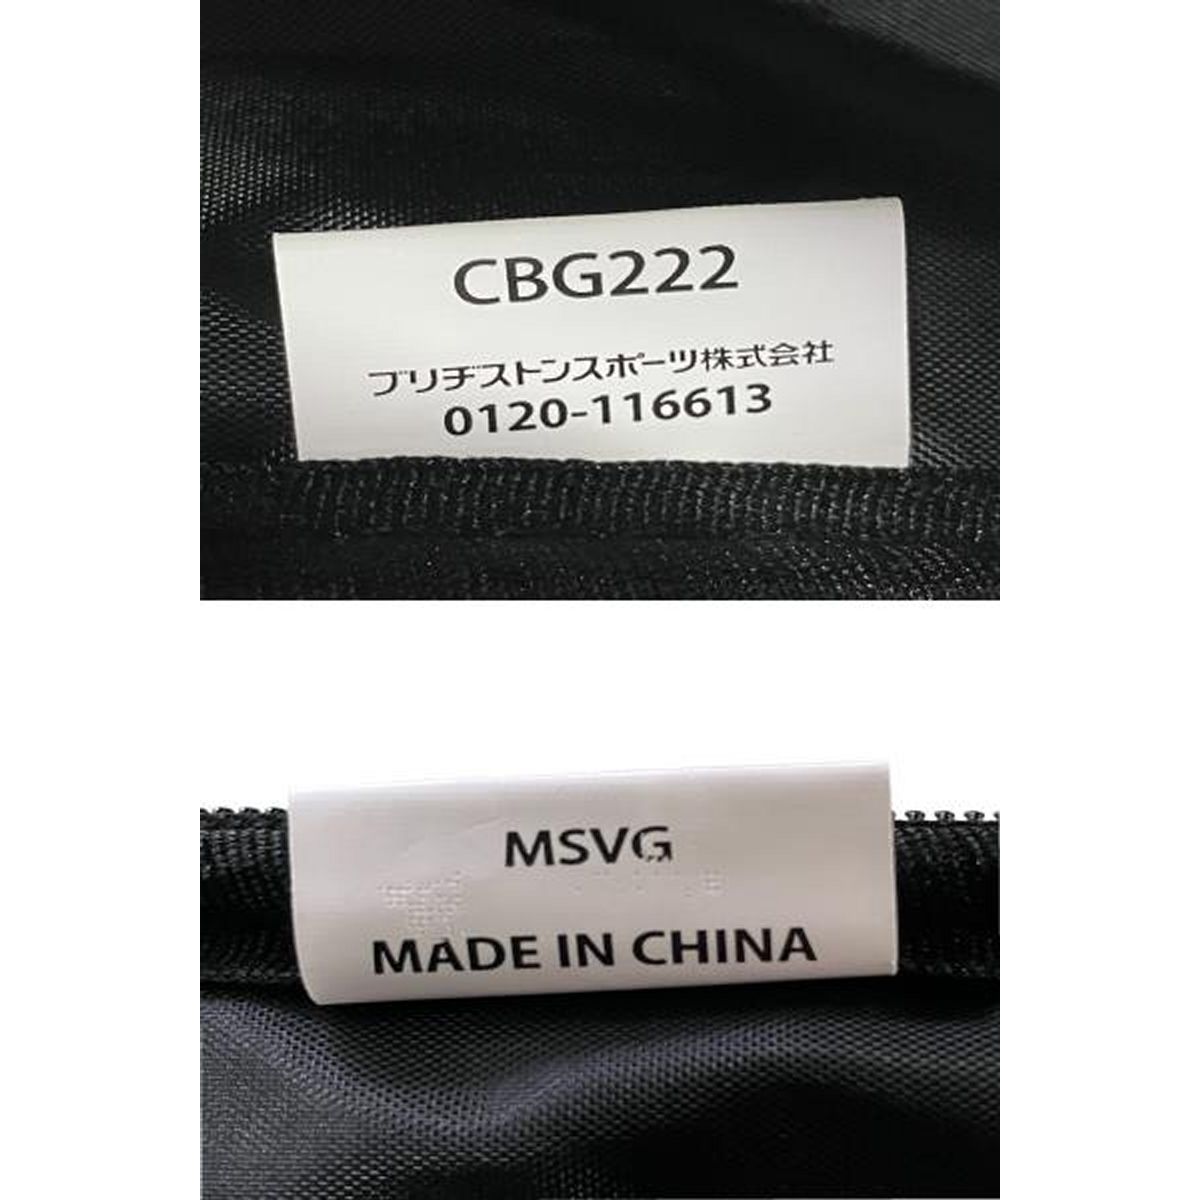 CBG222
ブリヂストンスポーツ株式会社
0120-116613
MSVG
MADE IN CHINA